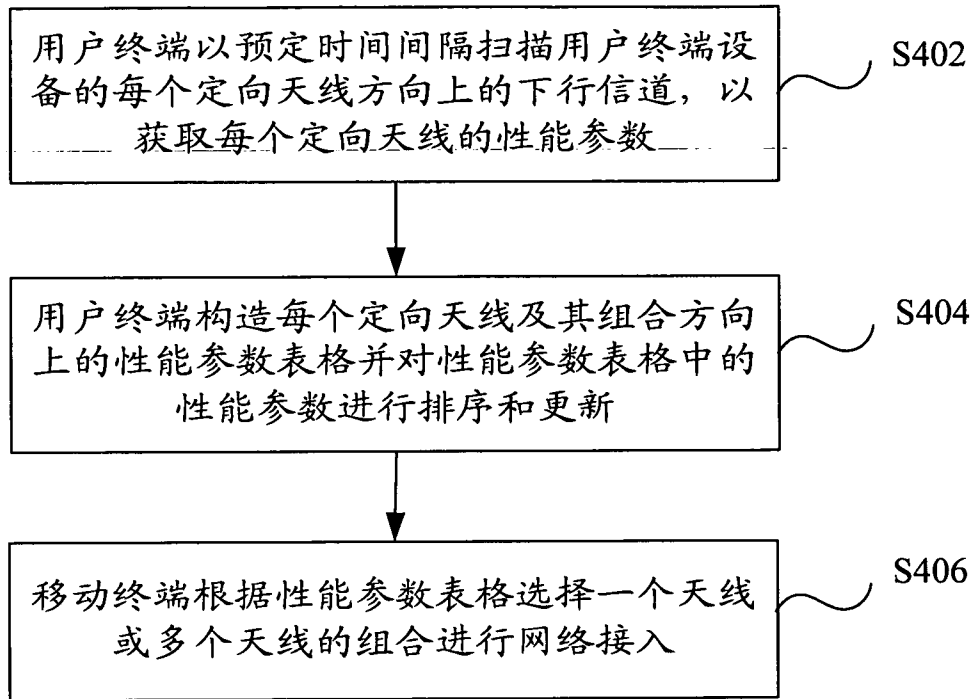 用户终端以预定时间间隔扫描用户终端设
备的每个定向天线方向上的下行信道，以
获取每个定向天线的性能参数
S402
用户终端构造每个定向天线及其组合方向
上的性能参数表格并对性能参数表格中的
性能参数进行排序和更新
S404
移动终端根据性能参数表格选择一个天线
或多个天线的组合进行网络接入
S406